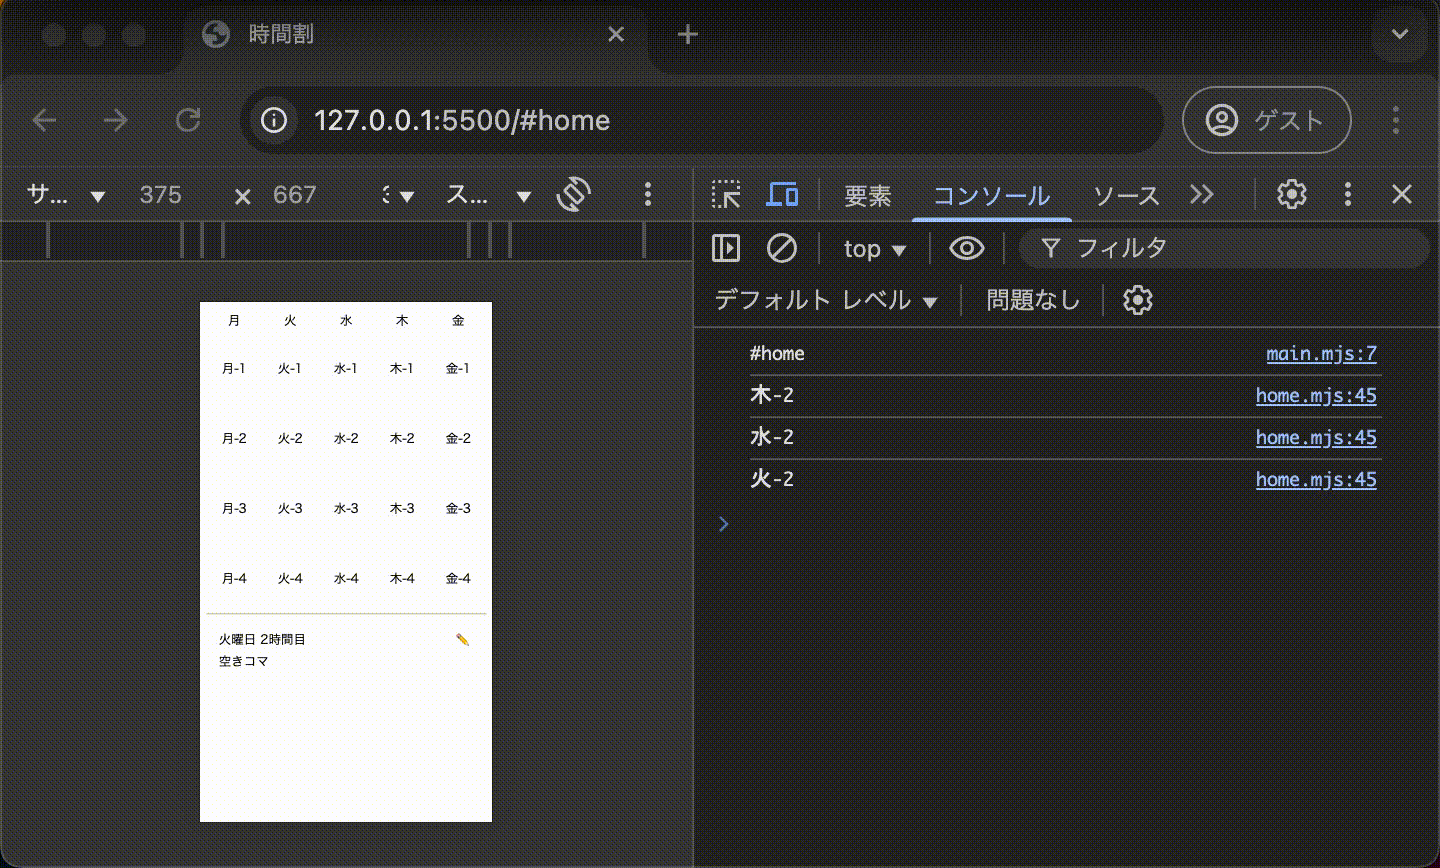 時間割
127.0.0.1:5500/#home
ゲスト
サ... 375 667 ス...
要素 コンソール ソース
top フィルタ
デフォルト レベル 問題なし
月 火 水 木 金
月-1 火-1 水-1 木-1 金-1
月-2 火-2 水-2 木-2 金-2
月-3 火-3 水-3 木-3 金-3
月-4 火-4 水-4 木-4 金-4
火曜日 2時間目
空きコマ
#home main.mjs:7
木-2 home.mjs:45
水-2 home.mjs:45
火-2 home.mjs:45